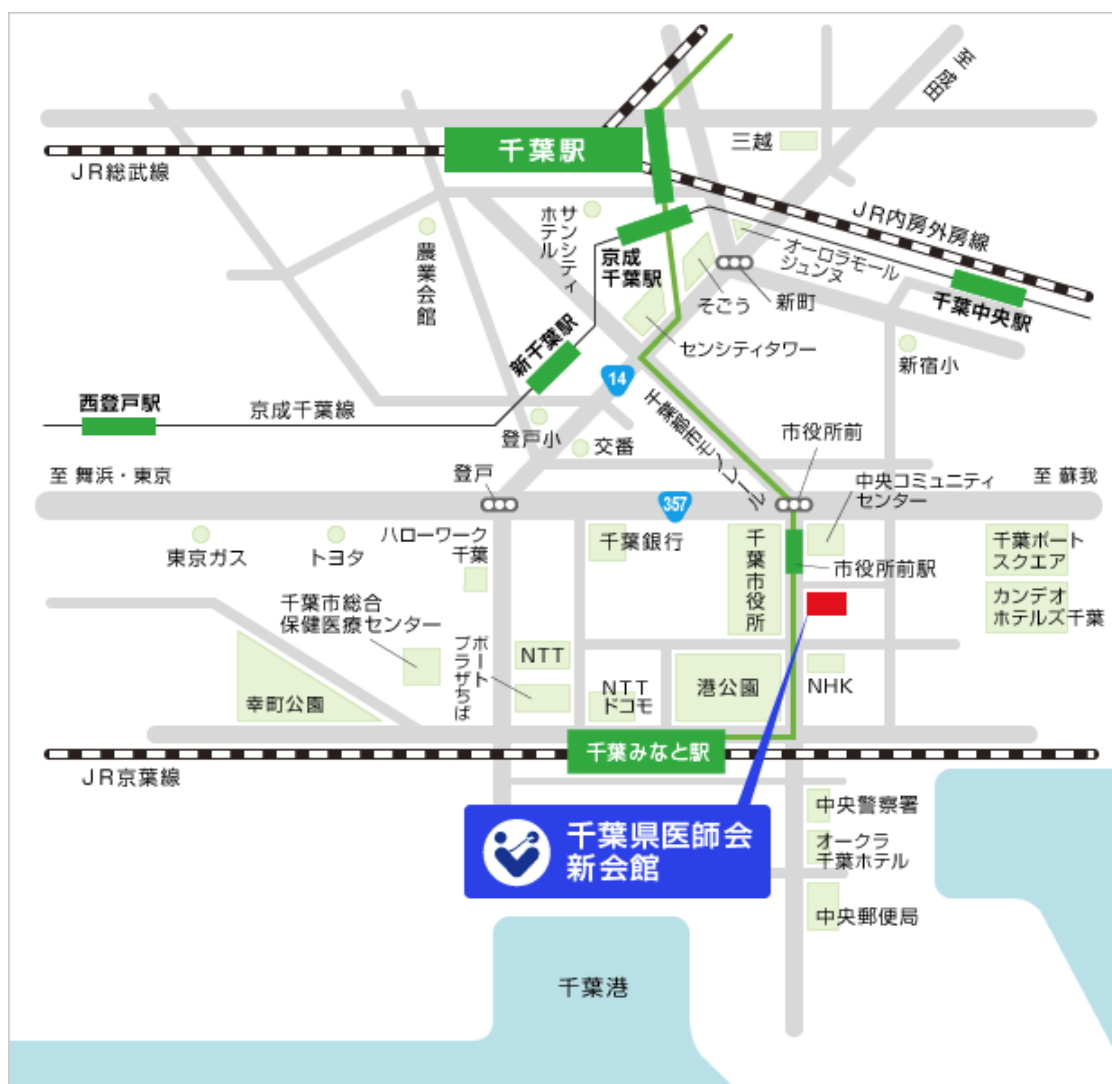 至 成田
千葉駅
三越
JR総武線
JR内房外房線
サンシティ
ホテル
農業会館
京成
千葉駅
オーロラモール
ジュンヌ
そごう
新町
千葉中央駅
センシティタワー
新千葉駅
新宿小
14
西登戸駅
京成千葉線
千葉都市モノレール
登戸小
交番
市役所前
至 舞浜・東京
登戸
357
中央コミュニティ
センター
至 蘇我
東京ガス
トヨタ
ハローワーク
千葉
千葉銀行
千葉市役所
市役所前駅
千葉ポート
スクエア
カンデオ
ホテルズ千葉
千葉市総合
保健医療センター
ポート
プラザちば
NTT
NTT
ドコモ
港公園
NHK
幸町公園
千葉みなと駅
JR京葉線
千葉県医師会
新会館
中央警察署
オークラ
千葉ホテル
中央郵便局
千葉港